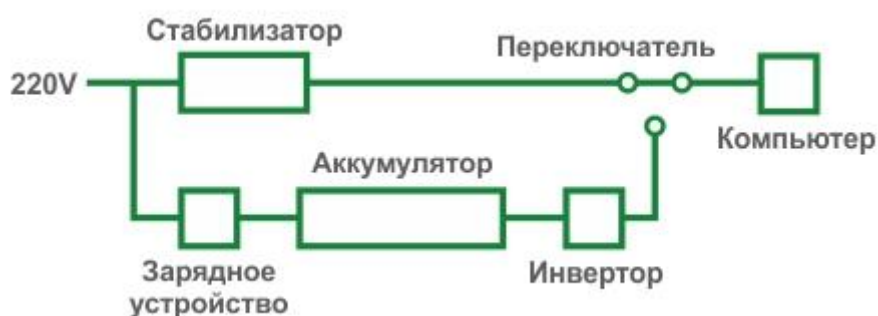 Стабилизатор
Переключатель
220V
Компьютер
Аккумулятор
Зарядное
устройство
Инвертор